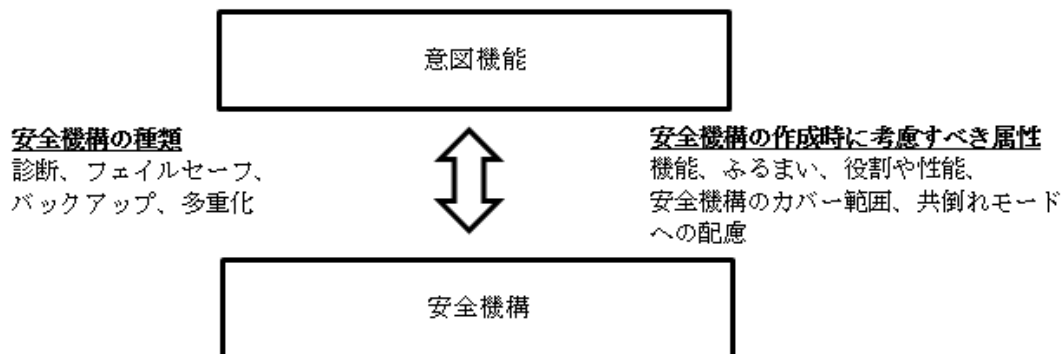 意図機能
安全機構の種類
診断、フェイルセーフ、
バックアップ、多重化
安全機構の作成時に考慮すべき属性
機能、ふるまい、役割や性能、
安全機構のカバー範囲、共倒れモード
への配慮
安全機構